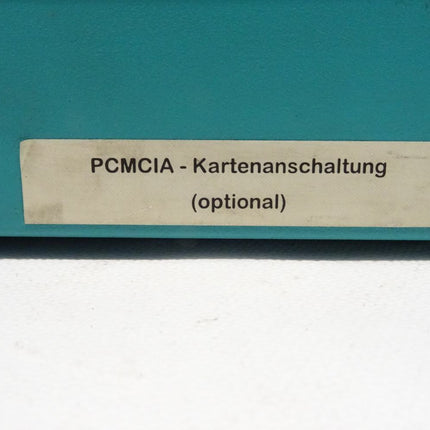 PCMCIA - Kartenanschaltung
(optional)